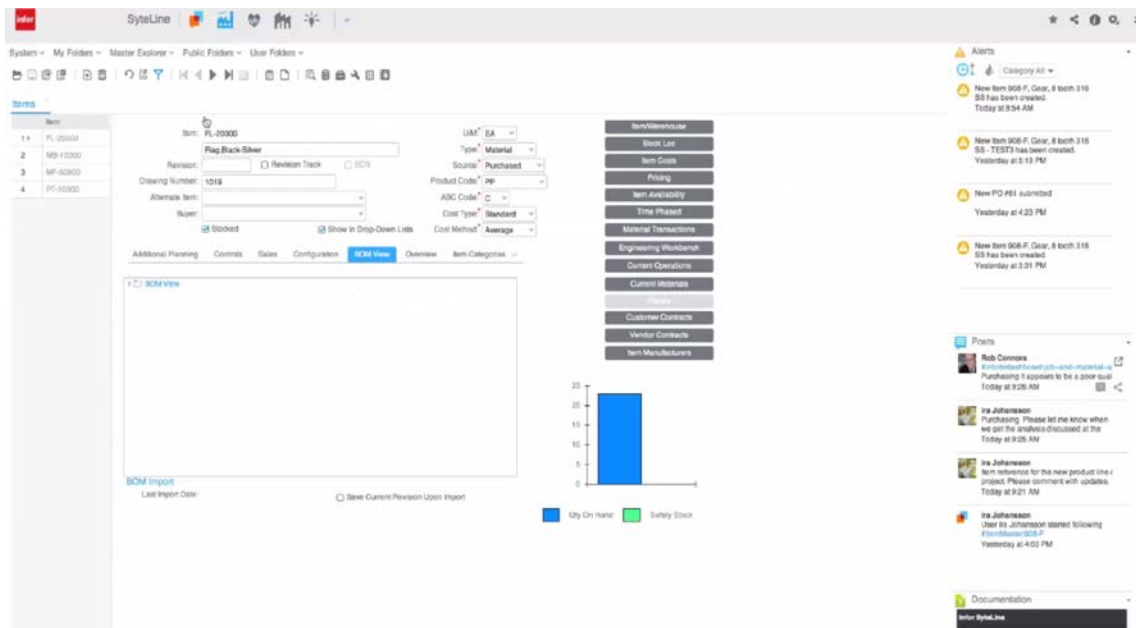 infor
SyteLine
System My Folders Master Explorer Public Folders User Folders
Items
Item
1 FL-20000
2 MB-10000
3 MF-60900
4 PT-10000
Item: FL-20000
Flag,Black-Silver
Revision: Revision Track ECN
Drawing Number: 1019
Alternate Item:
Buyer:
Stocked Show in Drop-Down Lists
U/M* EA
Type* Material
Source* Purchased
Product Code* PP
ABC Code* C
Cost Type* Standard
Cost Method* Average
Additional Planning Controls Sales Configuration BOM View Overview Item Categories
BOM View
BOM Import
Last Import Date:
Save Current Revision Upon Import
Item/Warehouse
Stock Loc
Item Costs
Pricing
Item Availability
Time Phased
Material Transactions
Engineering Workbench
Current Operations
Current Materials
Customer Contracts
Vendor Contracts
Item Manufacturers
25
20
15
10
5
0
Qty On Hand Safety Stock
Alerts
Category All
New Item 908-F, Gear, 8 tooth 316
SS has been created.
Today at 8:54 AM
New Item 908-F, Gear, 8 tooth 316
SS - TEST3 has been created.
Yesterday at 5:13 PM
New PO #61 submitted
Yesterday at 4:23 PM
New Item 908-F, Gear, 8 tooth 316
SS has been created.
Yesterday at 2:31 PM
Posts
Rob Connors
Purchasing it appears to be a poor qual
Today at 9:26 AM
Ira Johansson
Purchasing. Please let me know when
we get the analysis discussed at the
Today at 9:25 AM
Ira Johansson
Item reference for the new product line
project. Please comment with updates.
Today at 9:21 AM
Ira Johansson
User Ira Johansson started following
#ItemMaster:908-F
Yesterday at 4:03 PM
Documentation
Infor SyteLine